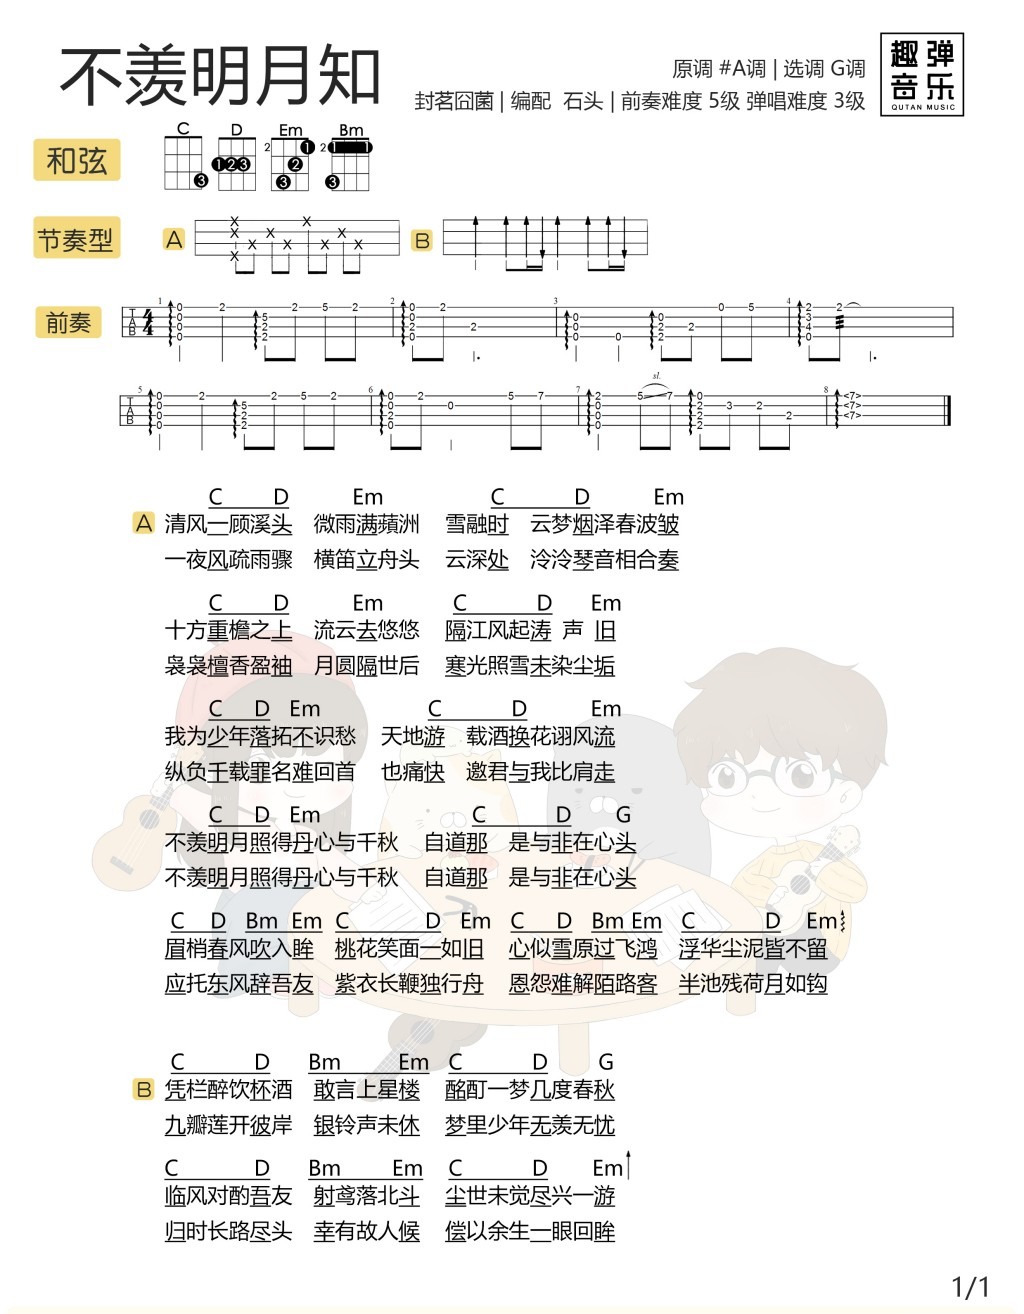 不羡明月知
原调 #A调 | 选调 G调
封茗囧菌 | 编配 石头 | 前奏难度 5级 弹唱难度 3级
趣弹
音乐
QUTAN MUSIC
和弦
C D Em Bm
3 1 2 3 2 1 2 3 2 1 1 3
节奏型 A B
前奏
C D Em C D Em
A 清风一顾溪头 微雨满蘋洲 雪融时 云梦烟泽春波皱
一夜风疏雨骤 横笛立舟头 云深处 泠泠琴音相合奏
C D Em C D Em
十方重檐之上 流云去悠悠 隔江风起涛 声 旧
袅袅檀香盈袖 月圆隔世后 寒光照雪未染尘垢
C D Em C D Em
我为少年落拓不识愁 天地游 载酒换花诩风流
纵负千载罪名难回首 也痛快 邀君与我比肩走
C D Em C D G
不羡明月照得丹心与千秋 自道那 是与非在心头
不羡明月照得丹心与千秋 自道那 是与非在心头
C D Bm Em C D Em C D Bm Em C D Em
眉梢春风吹入眸 桃花笑面一如旧 心似雪原过飞鸿 浮华尘泥皆不留
应托东风辞吾友 紫衣长鞭独行舟 恩怨难解陌路客 半池残荷月如钩
C D Bm Em C D G
B 凭栏醉饮杯酒 敢言上星楼 酩酊一梦几度春秋
九瓣莲开彼岸 银铃声未休 梦里少年无羡无忧
C D Bm Em C D Em
临风对酌吾友 射鸢落北斗 尘世未觉尽兴一游
归时长路尽头 幸有故人候 偿以余生一眼回眸
1/1